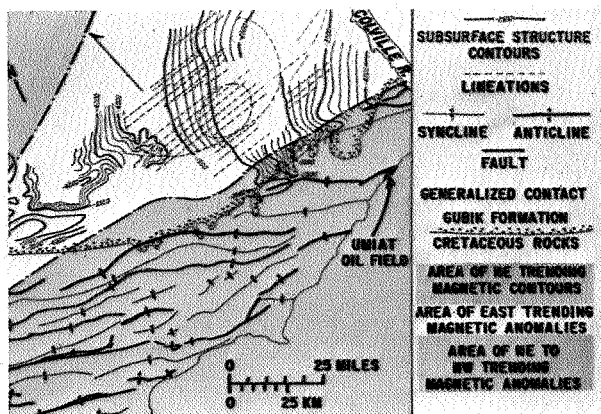 COLVILLE R.
UMIAT
OIL FIELD
0 25 MILES
0 25 KM
SUBSURFACE STRUCTURE
CONTOURS
LINEATIONS
SYNCLINE ANTICLINE
FAULT
GENERALIZED CONTACT
GUBIK FORMATION
CRETACEOUS ROCKS
AREA OF NE TRENDING
MAGNETIC CONTOURS
AREA OF EAST TRENDING
MAGNETIC ANOMALIES
AREA OF NE TO
NW TRENDING
MAGNETIC ANOMALIES